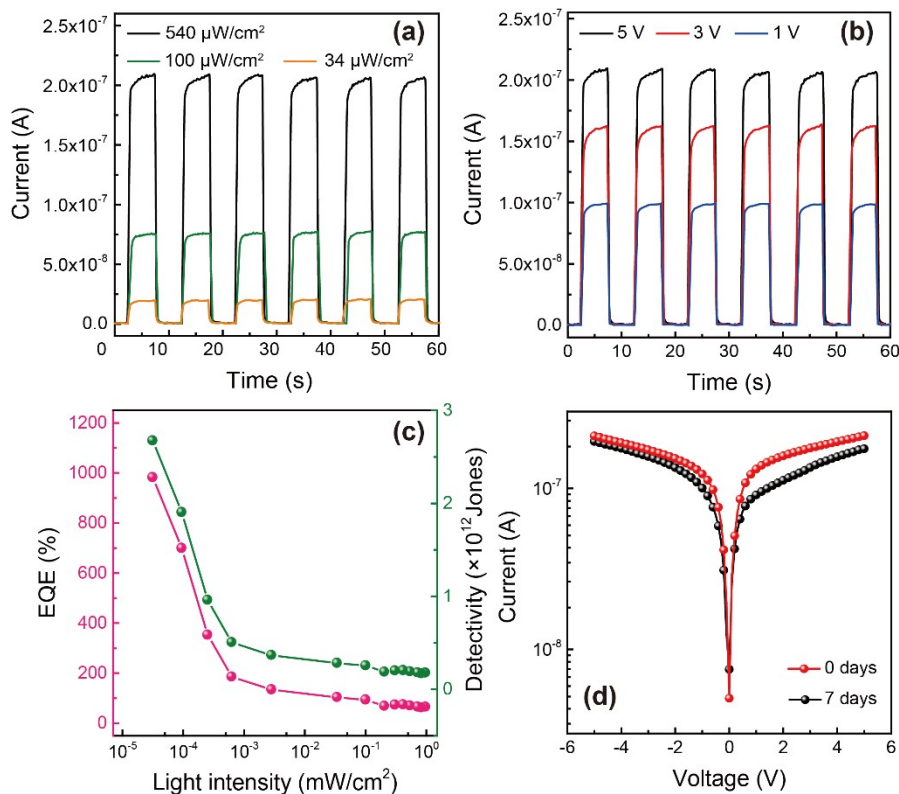 (a)
540 µW/cm²
100 µW/cm²
34 µW/cm²
2.5x10⁻⁷
2.0x10⁻⁷
1.5x10⁻⁷
1.0x10⁻⁷
5.0x10⁻⁸
0.0
Current (A)
0 10 20 30 40 50 60
Time (s)
(b)
5 V 3 V 1 V
2.5x10⁻⁷
2.0x10⁻⁷
1.5x10⁻⁷
1.0x10⁻⁷
5.0x10⁻⁸
0.0
Current (A)
0 10 20 30 40 50 60
Time (s)
(c)
1200
1000
800
600
400
200
0
EQE (%)
3
2
1
0
Detectivity (×10¹² Jones)
10⁻⁵ 10⁻⁴ 10⁻³ 10⁻² 10⁻¹ 10⁰
Light intensity (mW/cm²)
(d)
10⁻⁷
10⁻⁸
Current (A)
0 days
7 days
-6 -4 -2 0 2 4 6
Voltage (V)